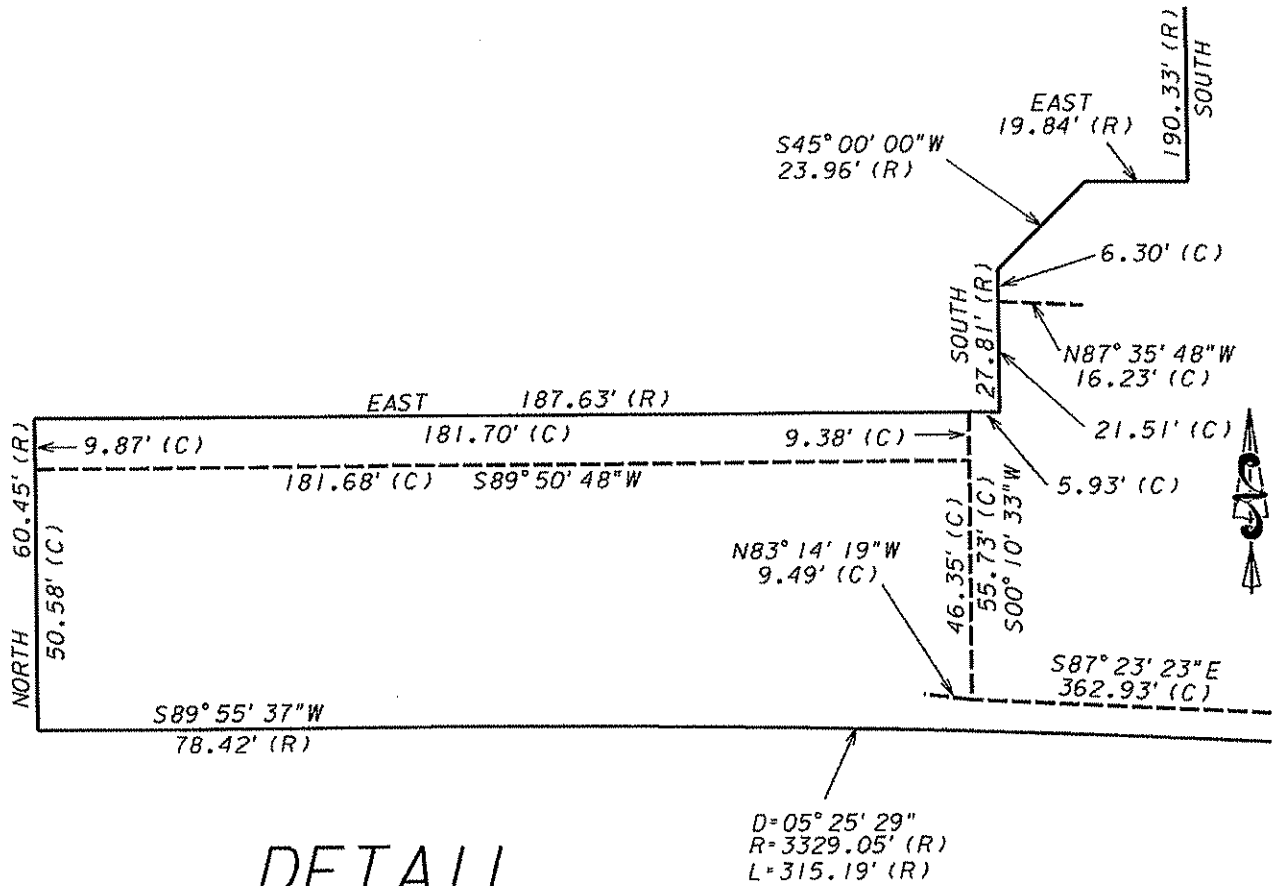 190.33' (R)
SOUTH
EAST
19.84' (R)
S45° 00' 00"W
23.96' (R)
6.30' (C)
SOUTH
27.81' (R)
N87° 35' 48"W
16.23' (C)
EAST 187.63' (R)
21.51' (C)
9.87' (C)
181.70' (C)
9.38' (C)
181.68' (C) S89° 50' 48"W
5.93' (C)
NORTH 60.45' (R)
50.58' (C)
N83° 14' 19"W
9.49' (C)
46.35' (C)
55.73' (C)
S00° 10' 33"W
S87° 23' 23"E
362.93' (C)
S89° 55' 37"W
78.42' (R)
D=05° 25' 29"
R=3329.05' (R)
L=315.19' (R)
DETAIL